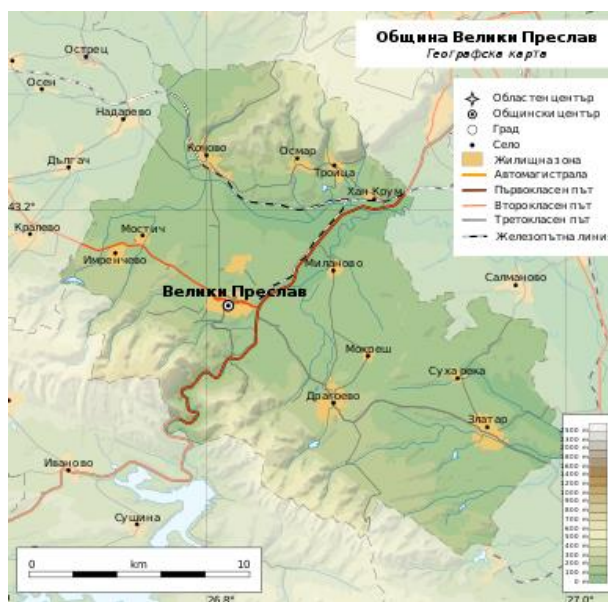 Община Велики Преслав
Географска карта
Областен център
Общински център
Град
Село
Жилищна зона
Автомагистрала
Първокласен път
Второкласен път
Третокласен път
Железопътна линия
Острец
Осен
Надарево
Дългач
Кочово
Осмар
Троица
Хан Крум
43.2°
Кралево
Мостич
Имренчево
Миланово
Салманово
Велики Преслав
Мокреш
Суха река
Драгоево
Златар
Иваново
Сушина
0 km 10
26.8°
27.0°